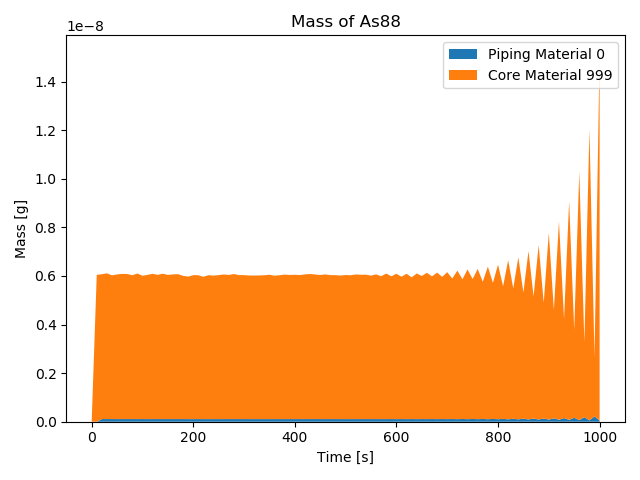 Mass of As88
1e−8
Piping Material 0
Core Material 999
Mass [g]
1.4
1.2
1.0
0.8
0.6
0.4
0.2
0.0
0 200 400 600 800 1000
Time [s]